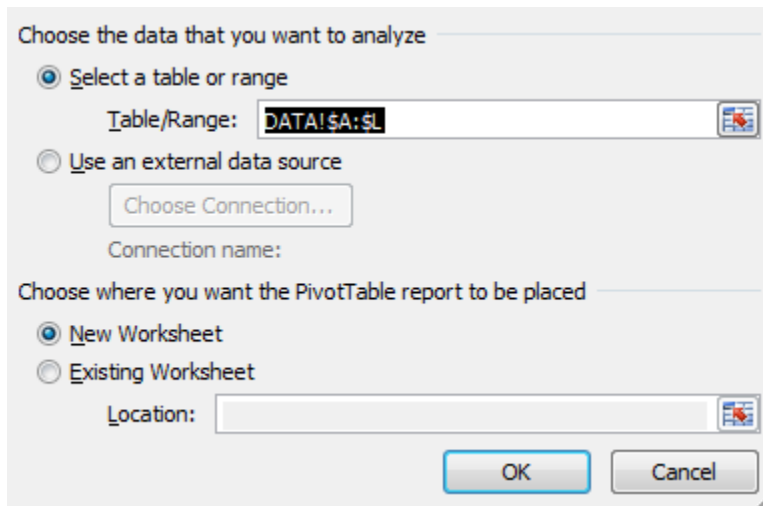 Choose the data that you want to analyze
Select a table or range
Table/Range: DATA!$A:$L
Use an external data source
Choose Connection...
Connection name:
Choose where you want the PivotTable report to be placed
New Worksheet
Existing Worksheet
Location:
OK Cancel